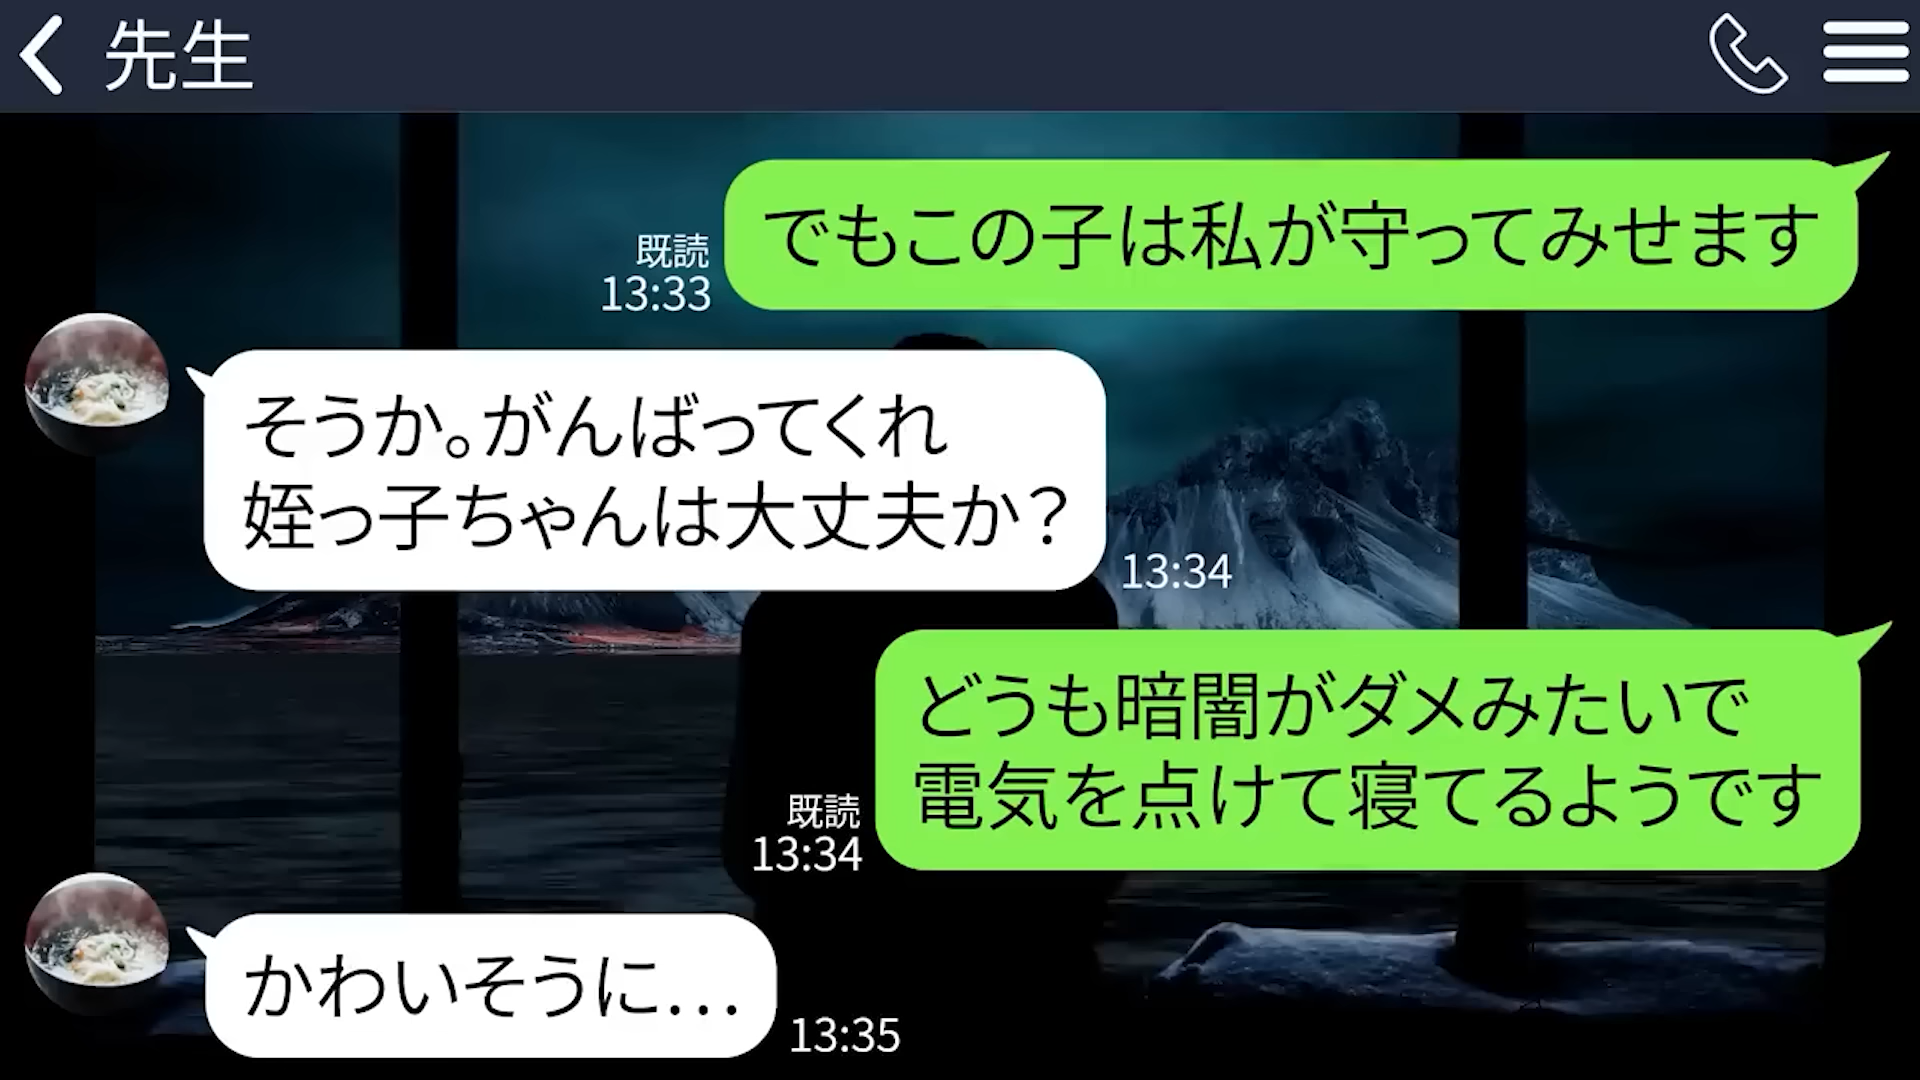 先生
でもこの子は私が守ってみせます
既読
13:33
そうか。がんばってくれ
姪っ子ちゃんは大丈夫か？
13:34
どうも暗闇がダメみたいで
電気を点けて寝てるようです
既読
13:34
かわいそうに…
13:35